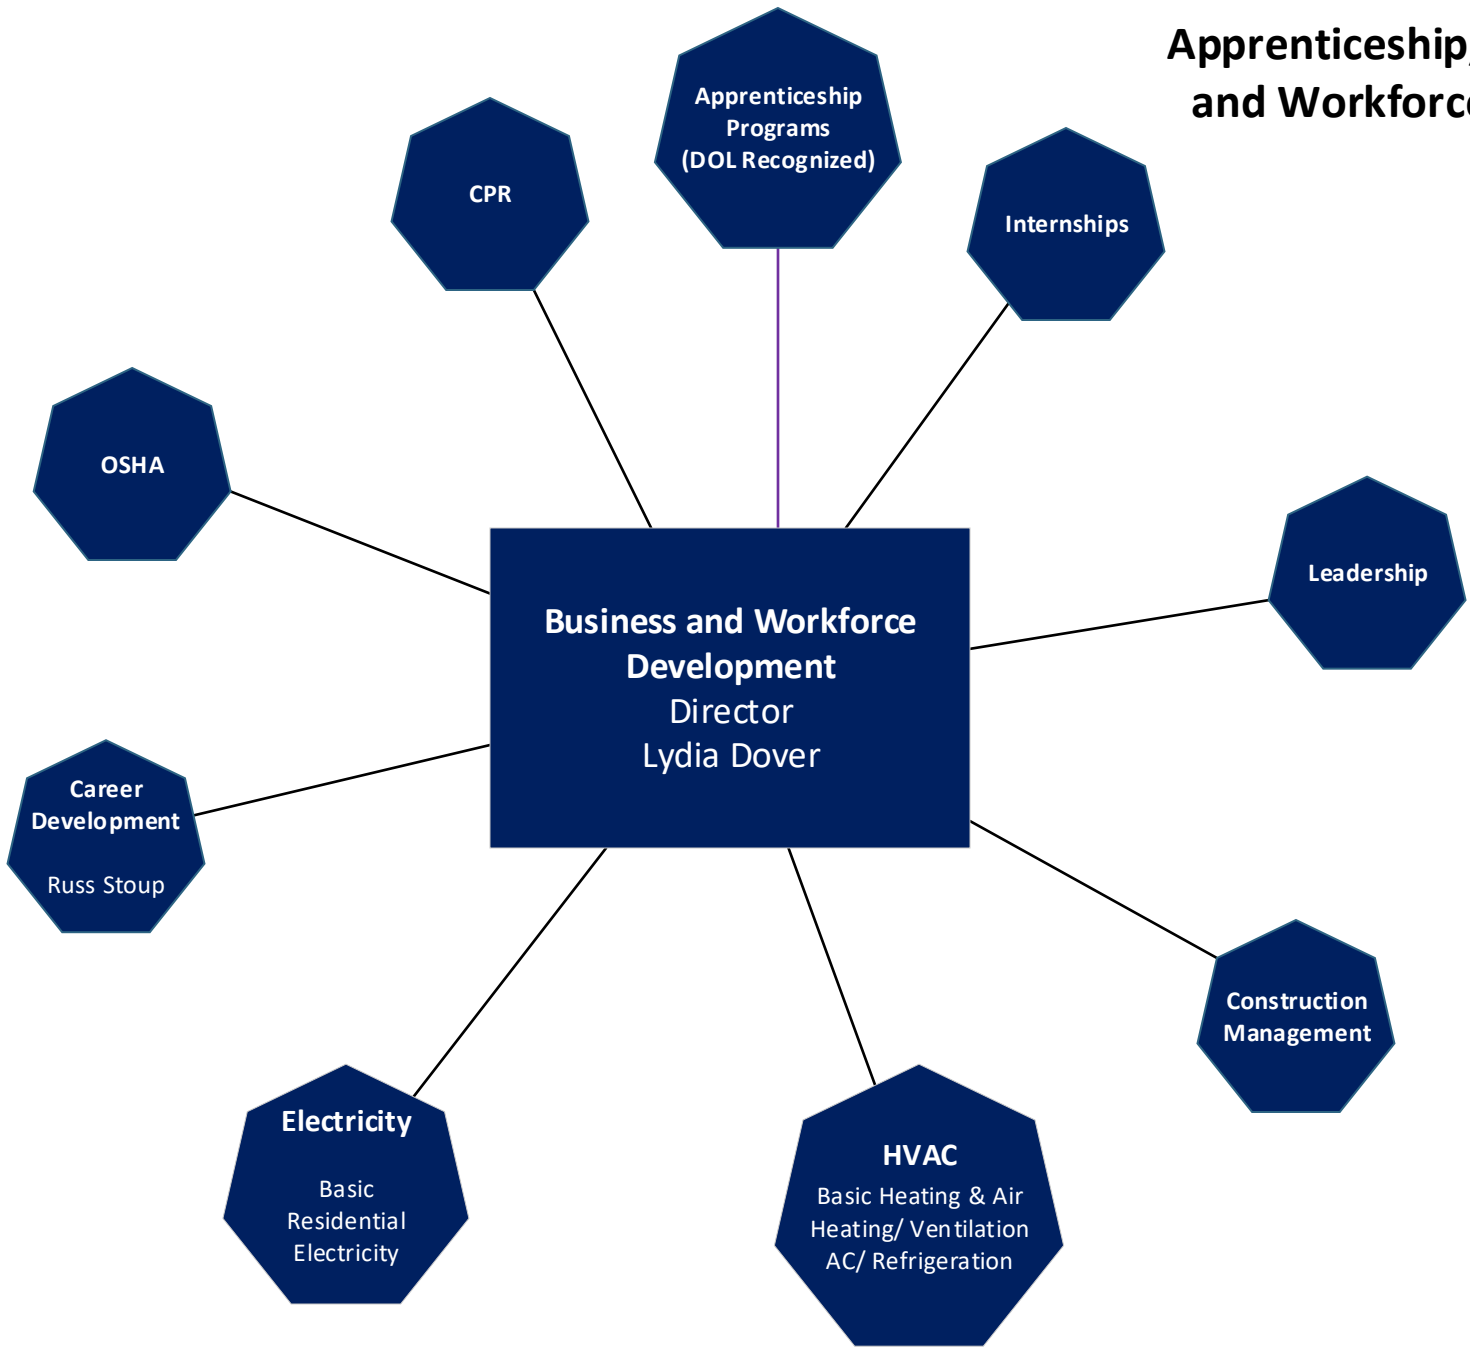 Apprenticeship,
and Workforce
Apprenticeship
Programs
(DOL Recognized)
CPR
Internships
OSHA
Leadership
Business and Workforce
Development
Director
Lydia Dover
Career
Development
Russ Stoup
Construction
Management
Electricity
Basic
Residential
Electricity
HVAC
Basic Heating & Air
Heating/ Ventilation
AC/ Refrigeration